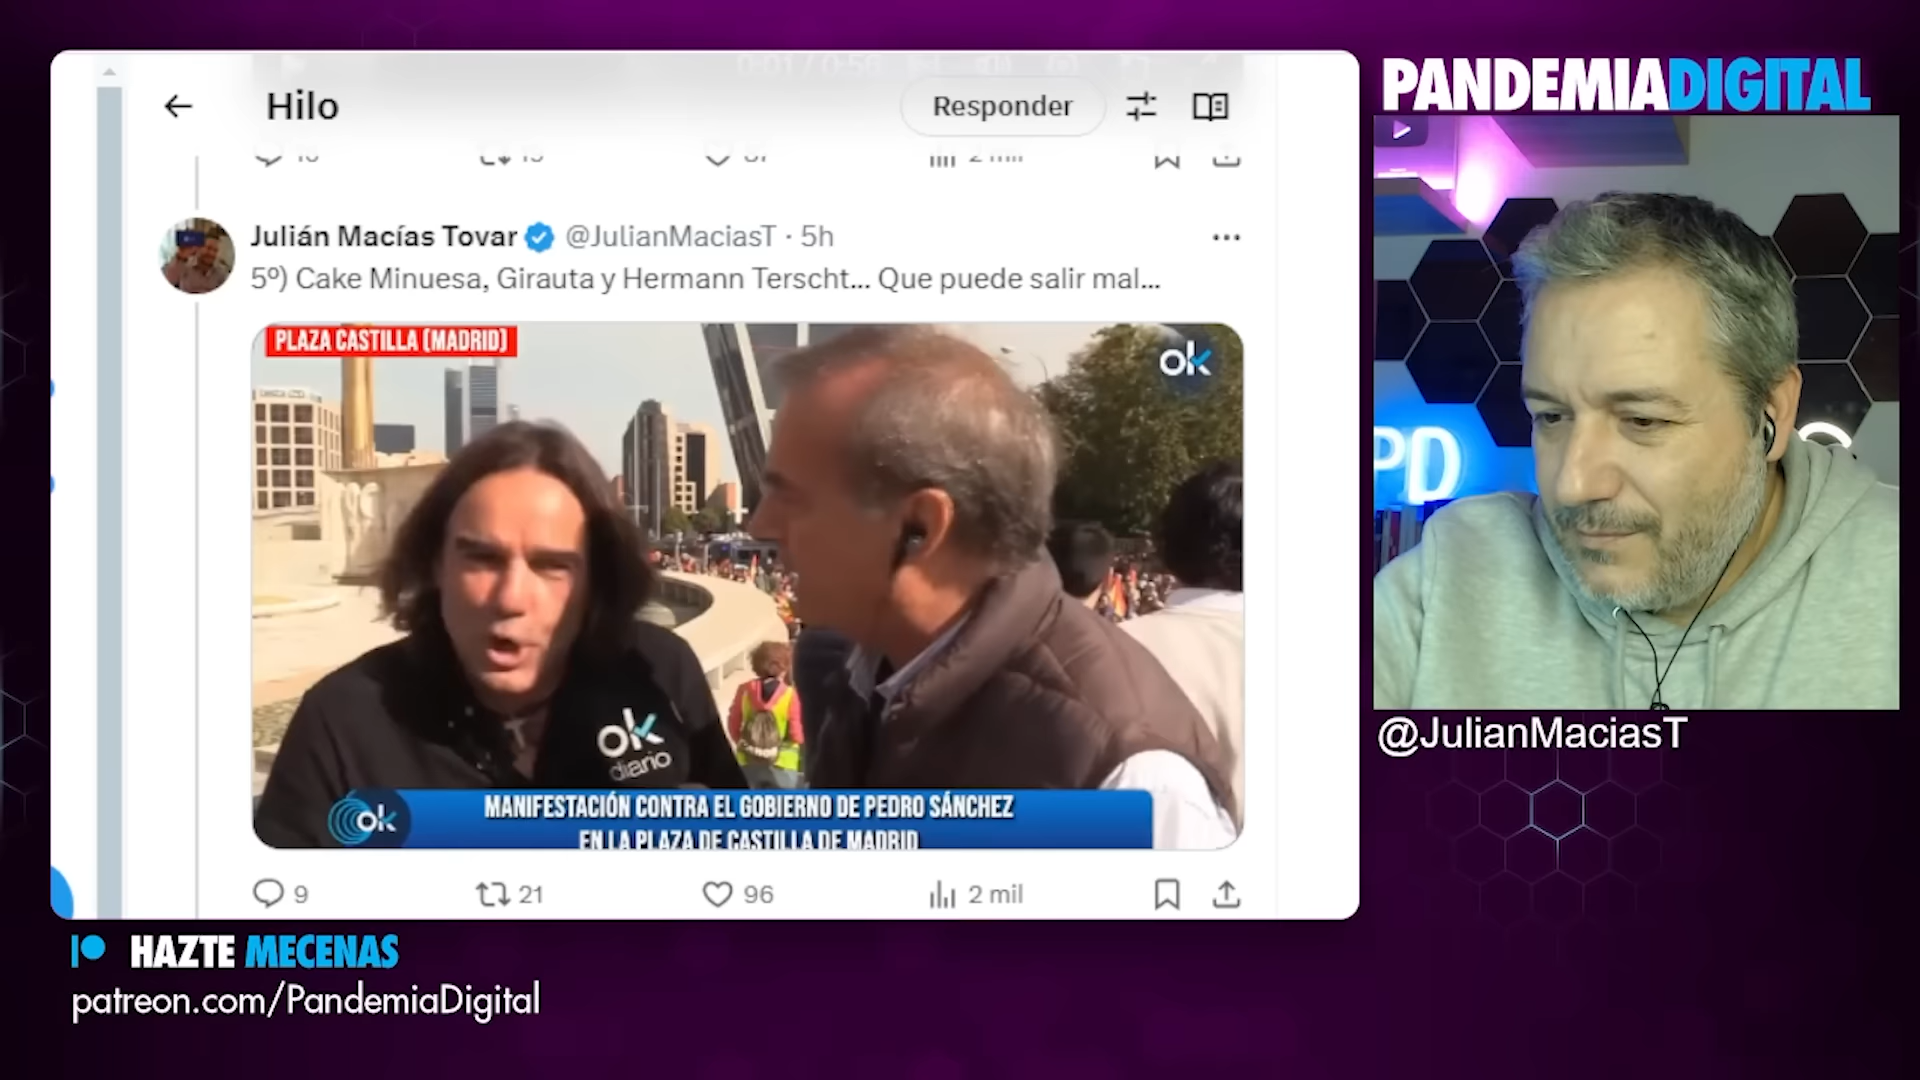 Hilo
Responder
Julián Macías Tovar @JulianMaciasT · 5h
5º) Cake Minuesa, Girauta y Hermann Terscht... Que puede salir mal...
PLAZA CASTILLA (MADRID)
ok
ok
diario
ok
MANIFESTACIÓN CONTRA EL GOBIERNO DE PEDRO SÁNCHEZ
EN LA PLAZA DE CASTILLA DE MADRID
9
21
96
2 mil
PANDEMIADIGITAL
PD
@JulianMaciasT
HAZTE MECENAS
patreon.com/PandemiaDigital